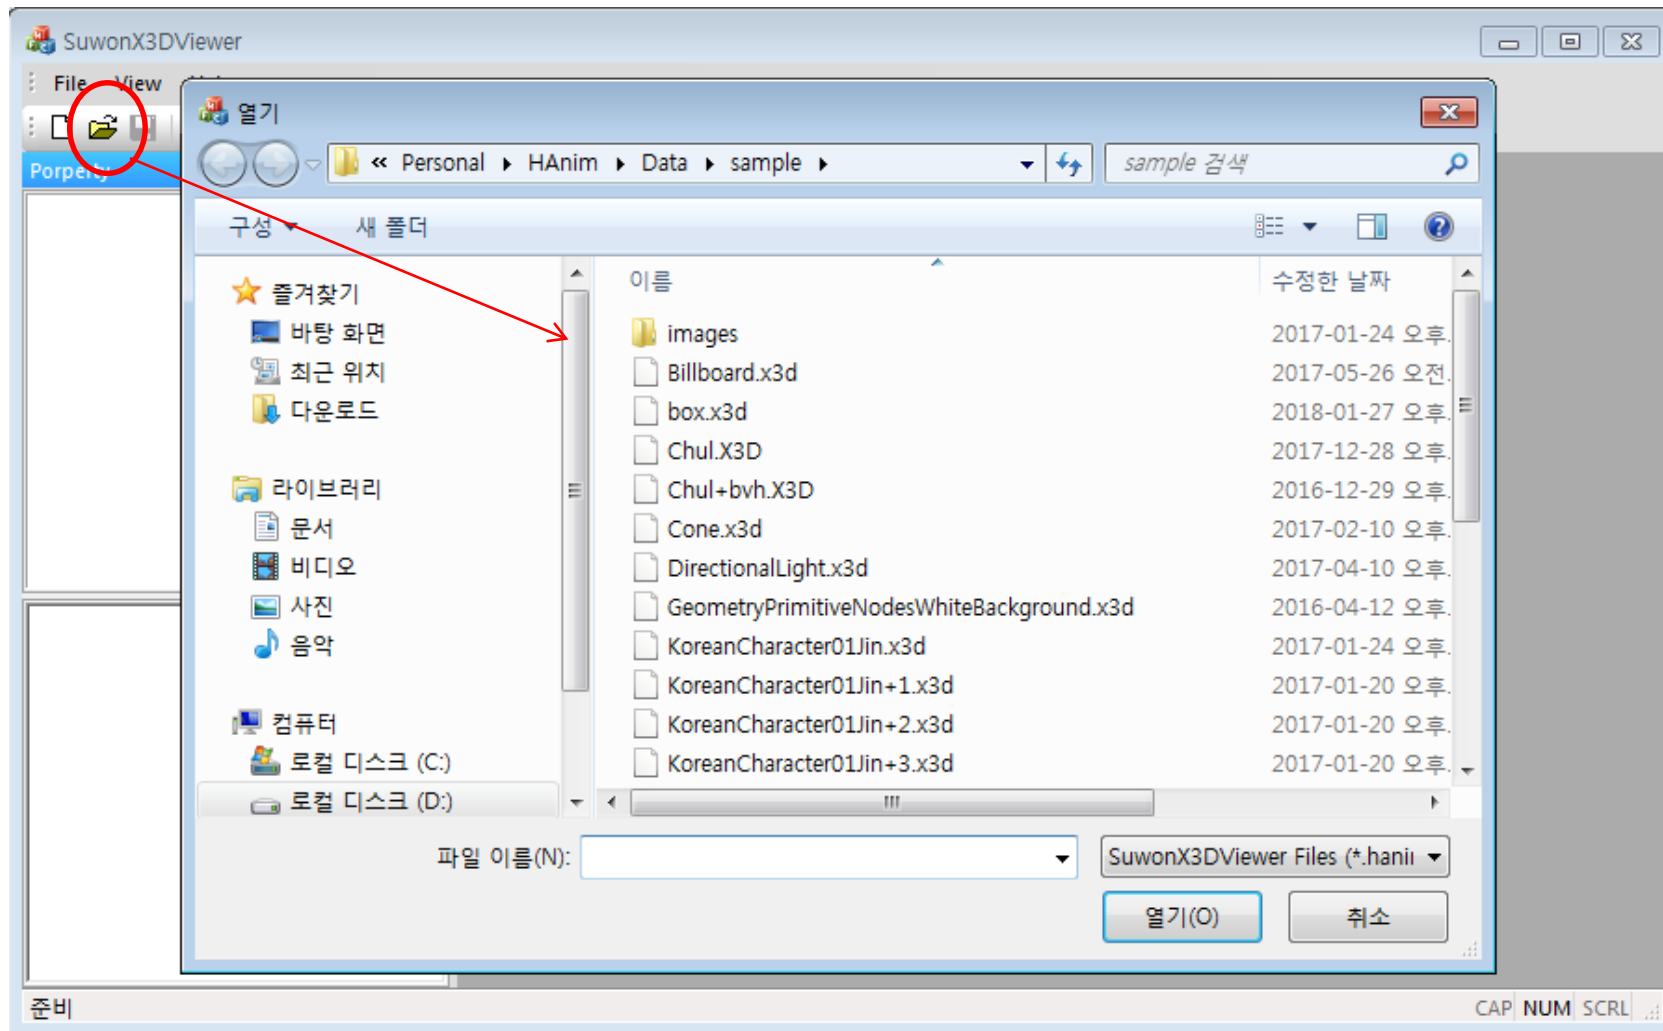 SuwonX3DViewer
File View
열기
« Personal ▸ HAnim ▸ Data ▸ sample ▸
sample 검색
Porperty
구성 새 폴더
즐겨찾기
바탕 화면
최근 위치
다운로드
라이브러리
문서
비디오
사진
음악
컴퓨터
로컬 디스크 (C:)
로컬 디스크 (D:)
이름 수정한 날짜
images 2017-01-24 오후.
Billboard.x3d 2017-05-26 오전.
box.x3d 2018-01-27 오후.
Chul.X3D 2017-12-28 오후.
Chul+bvh.X3D 2016-12-29 오후.
Cone.x3d 2017-02-10 오후.
DirectionalLight.x3d 2017-04-10 오후.
GeometryPrimitiveNodesWhiteBackground.x3d 2016-04-12 오후.
KoreanCharacter01Jin.x3d 2017-01-24 오후.
KoreanCharacter01Jin+1.x3d 2017-01-20 오후.
KoreanCharacter01Jin+2.x3d 2017-01-20 오후.
KoreanCharacter01Jin+3.x3d 2017-01-20 오후.
파일 이름(N):
SuwonX3DViewer Files (*.hani
열기(O) 취소
준비
CAP NUM SCRL